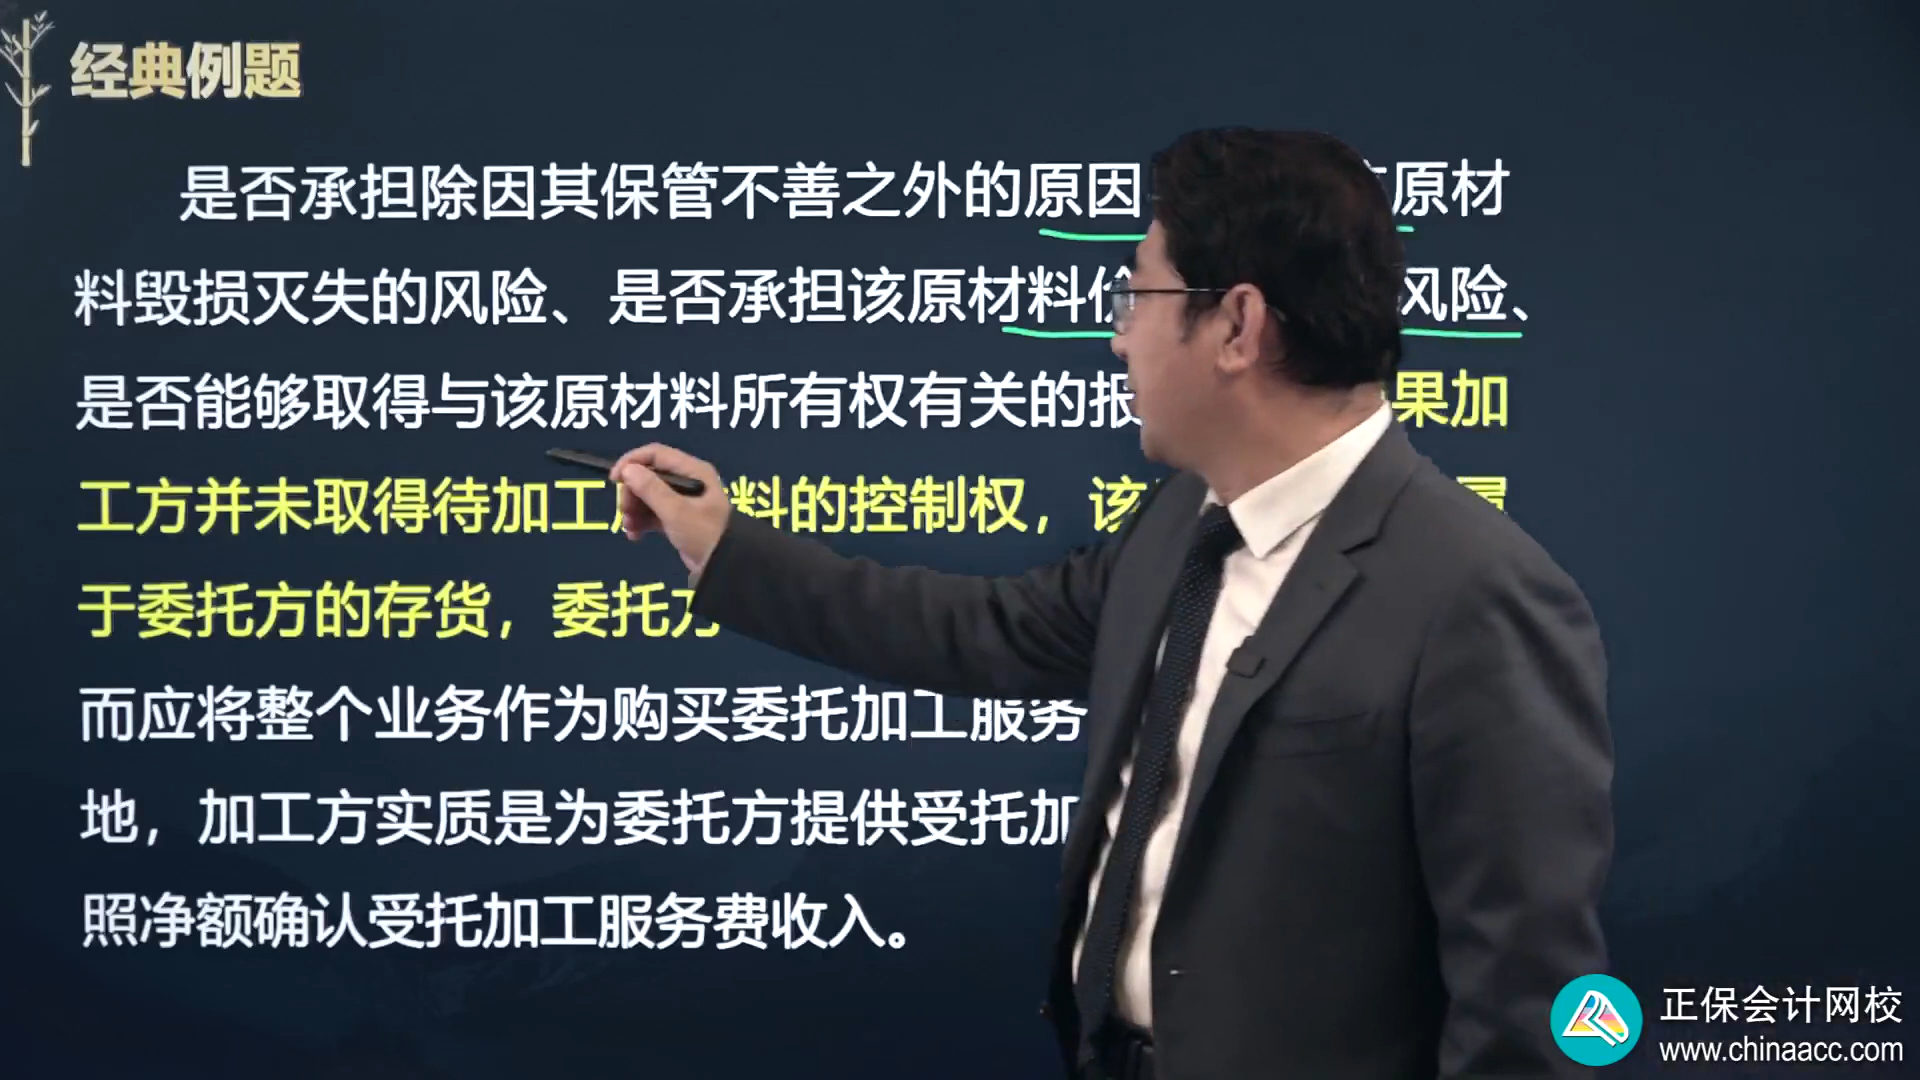 经典例题
是否承担除因其保管不善之外的原因 原材
料毁损灭失的风险、是否承担该原材料价 风险、
是否能够取得与该原材料所有权有关的报 果加
工方并未取得待加工 料的控制权，该 属
于委托方的存货，委托方
而应将整个业务作为购买委托加工服务
地，加工方实质是为委托方提供受托加
照净额确认受托加工服务费收入。
正保会计网校
www.chinaacc.com